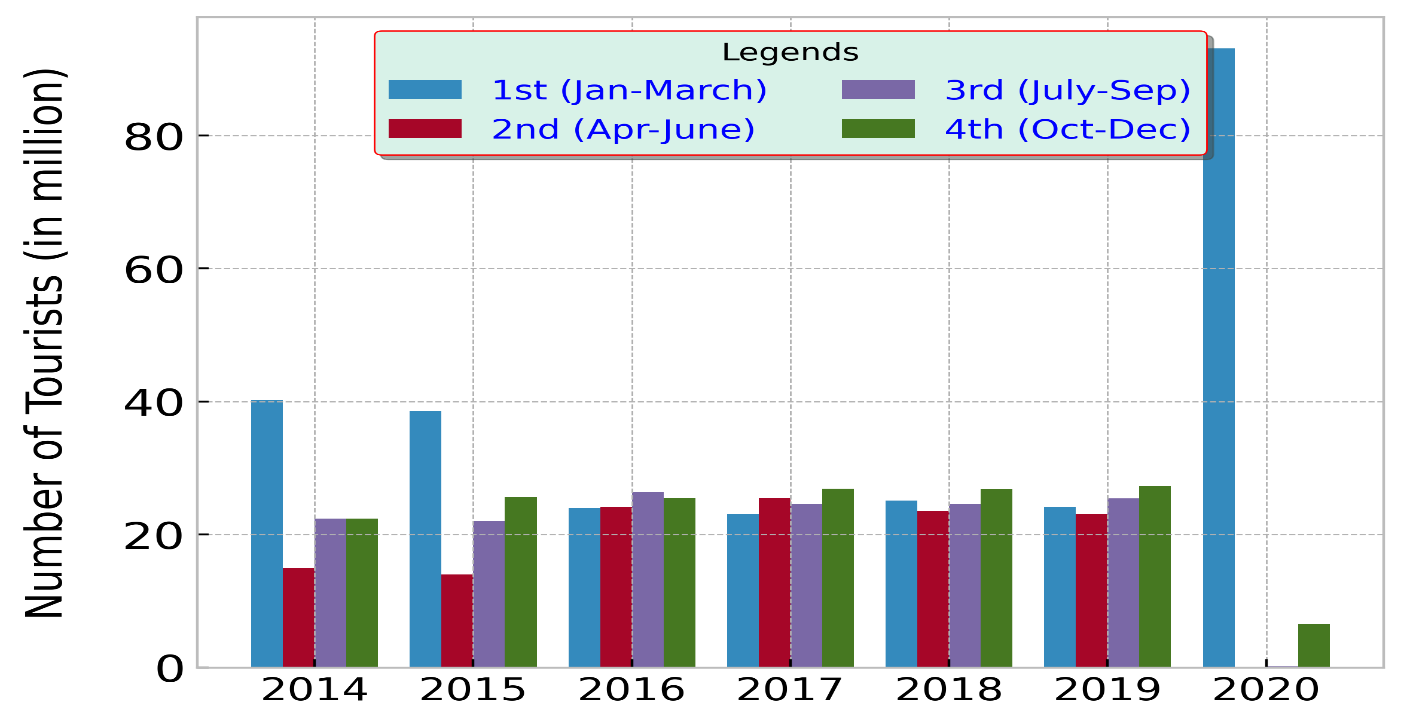 Number of Tourists (in million)
Legends
1st (Jan-March)
2nd (Apr-June)
3rd (July-Sep)
4th (Oct-Dec)
80
60
40
20
0
2014 2015 2016 2017 2018 2019 2020